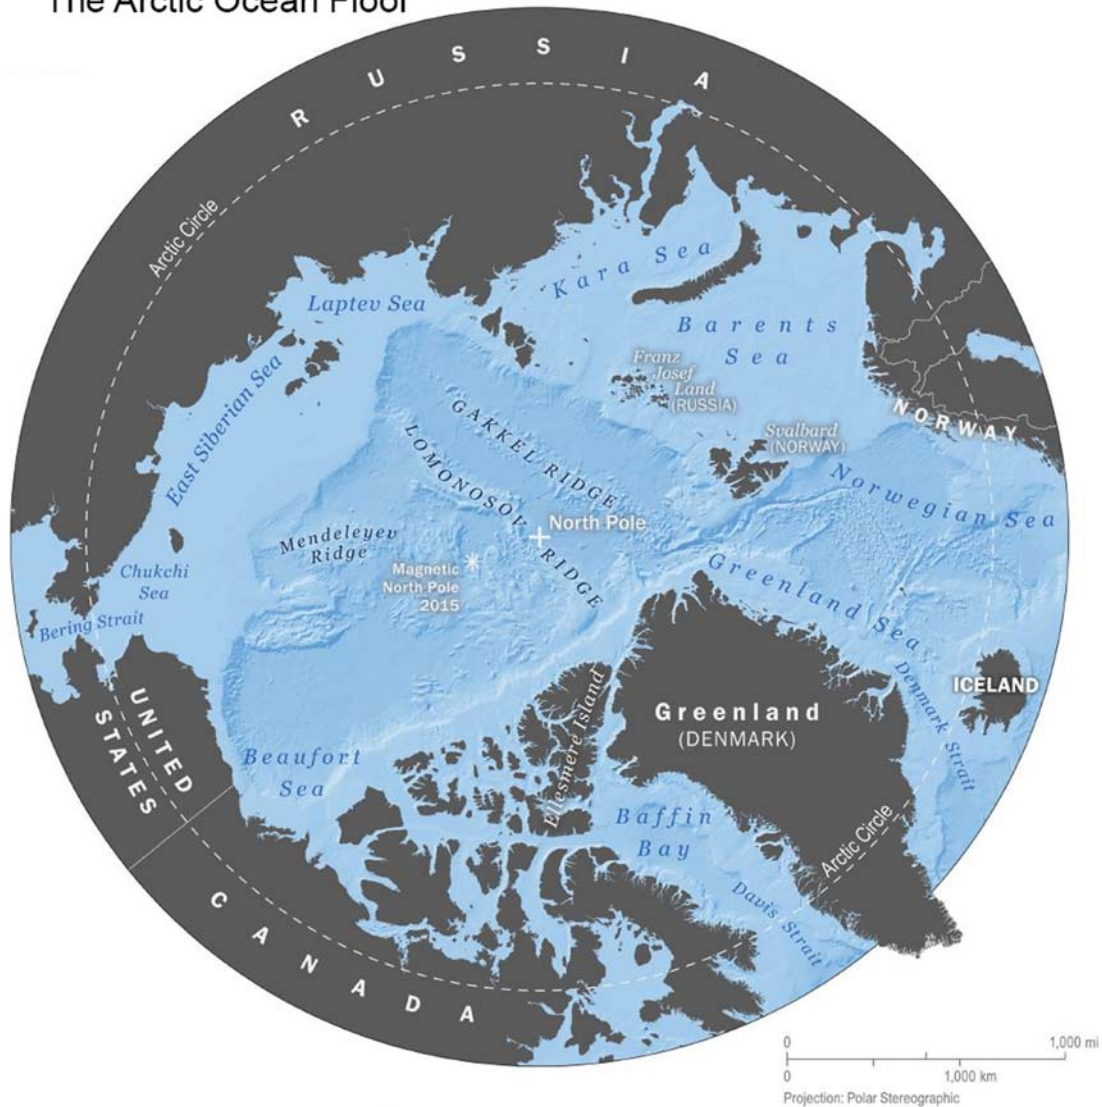 The Arctic Ocean Floor
RUSSIA
Arctic Circle
Kara Sea
Laptev Sea
Barents
Sea
Franz
Josef
Land
(RUSSIA)
East Siberian Sea
GAKKEL RIDGE
NORWAY
Svalbard
(NORWAY)
LOMONOSOV
RIDGE
Norwegian Sea
North Pole
Mendeleyev
Ridge
Magnetic
North Pole
2015
Chukchi
Sea
Greenland Sea
Bering Strait
UNITED
STATES
Denmark Strait
ICELAND
Greenland
(DENMARK)
Ellesmere Island
Beaufort
Sea
Baffin
Bay
Arctic Circle
Davis Strait
CANADA
0
1,000 mi
0
1,000 km
Projection: Polar Stereographic